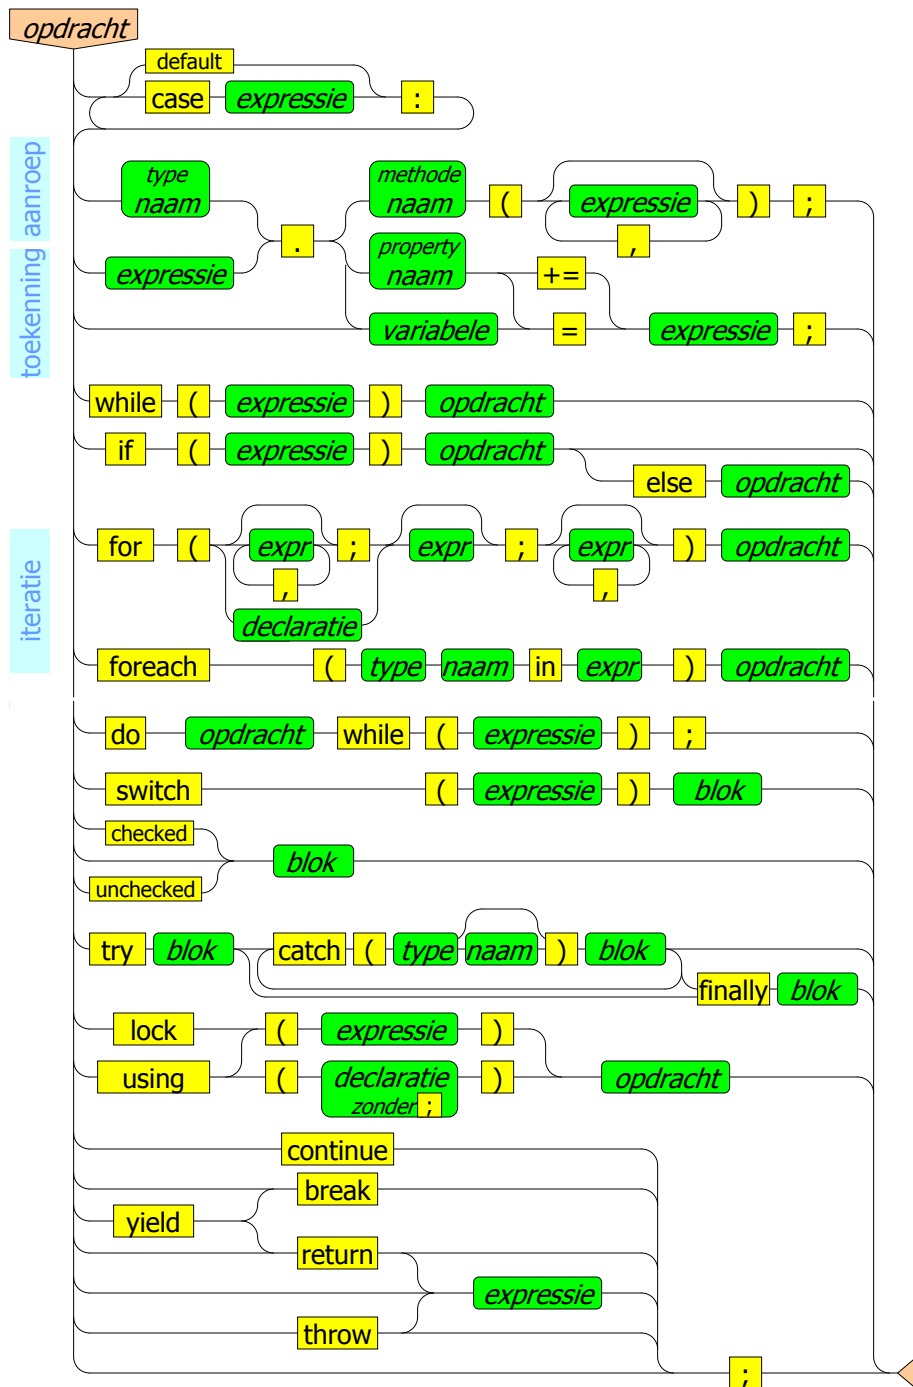 opdracht
default
case expressie :
aanroep
type naam
methode naam ( expressie , ) ;
.
toekenning
expressie
property naam +=
variabele = expressie ;
while ( expressie ) opdracht
if ( expressie ) opdracht
else opdracht
iteratie
for ( expr , ; expr ; expr , ) opdracht
declaratie
foreach ( type naam in expr ) opdracht
do opdracht while ( expressie ) ;
switch ( expressie ) blok
checked
blok
unchecked
try blok catch ( type naam ) blok
finally blok
lock ( expressie )
using ( declaratie zonder ; ) opdracht
continue
break
yield
return
expressie
throw
;